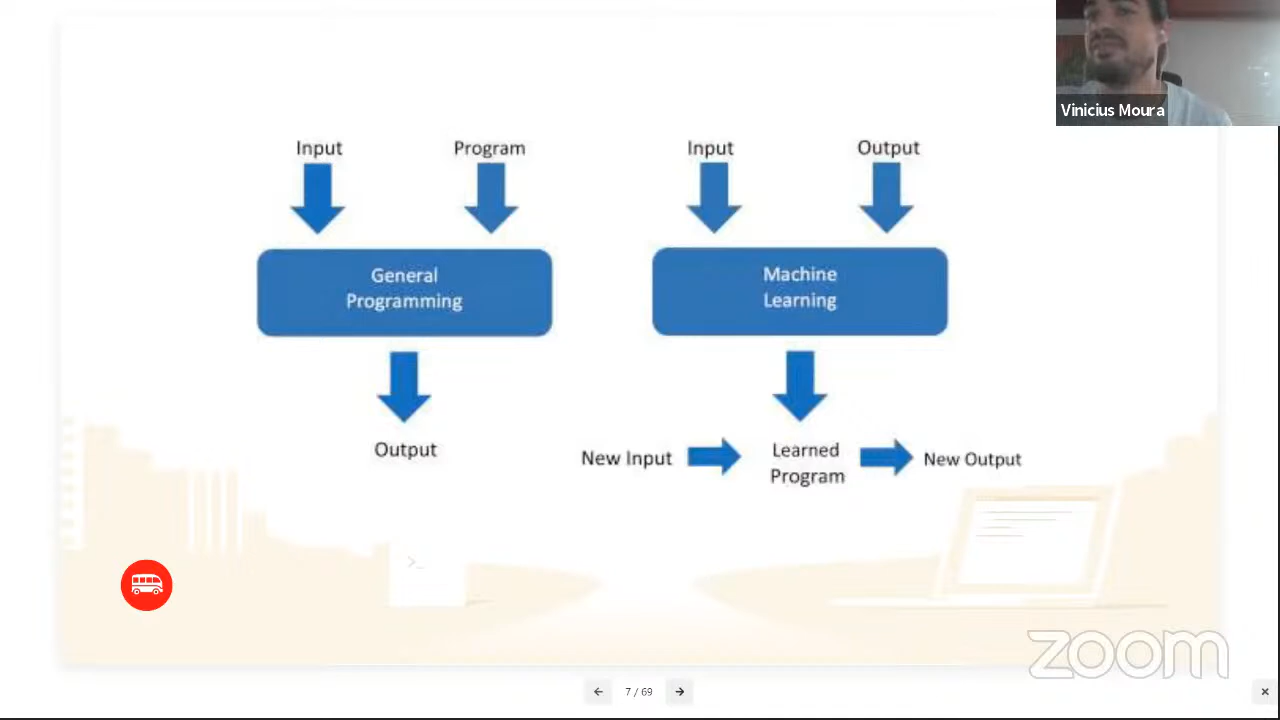 Vinicius Moura
Input
Program
Input
Output
General
Programming
Machine
Learning
Output
New Input
Learned
Program
New Output
>_
zoom
7 / 69